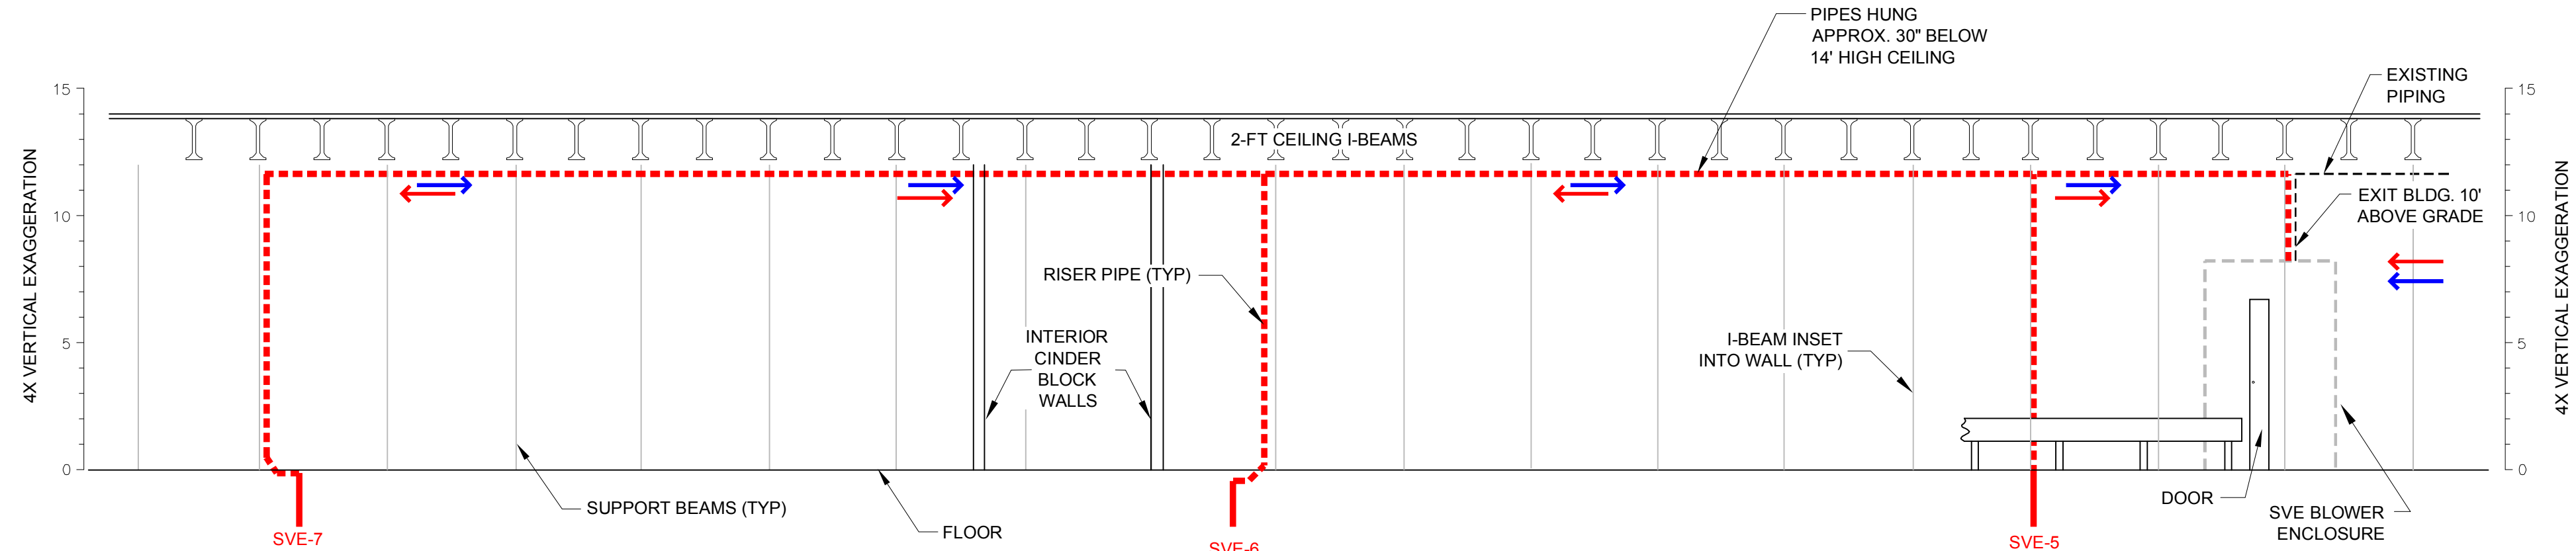 PIPES HUNG
APPROX. 30" BELOW
14' HIGH CEILING
EXISTING
PIPING
15
15
2-FT CEILING I-BEAMS
4X VERTICAL EXAGGERATION
4X VERTICAL EXAGGERATION
EXIT BLDG. 10'
ABOVE GRADE
10
10
RISER PIPE (TYP)
INTERIOR
CINDER
BLOCK
WALLS
I-BEAM INSET
INTO WALL (TYP)
5
5
0
0
SUPPORT BEAMS (TYP)
FLOOR
DOOR
SVE BLOWER
ENCLOSURE
SVE-7
SVE-6
SVE-5